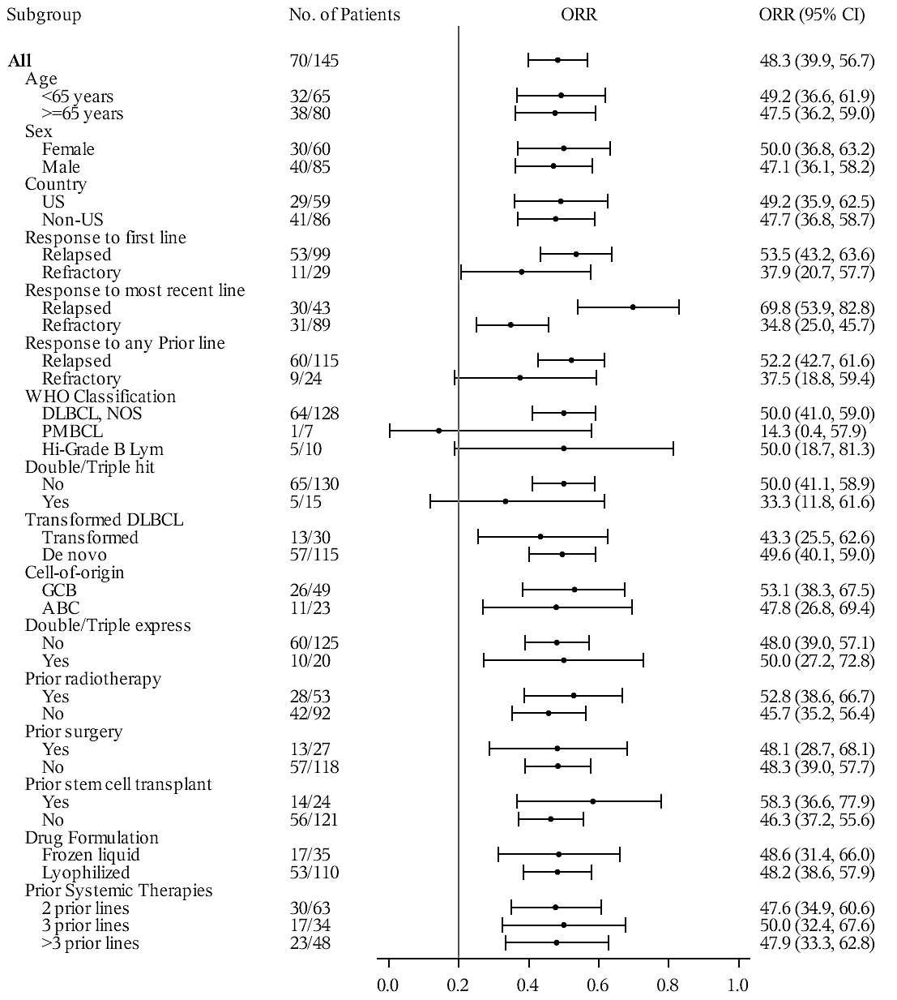 Subgroup No. of Patients ORR ORR (95% CI)
All 70/145 48.3 (39.9, 56.7)
Age
<65 years 32/65 49.2 (36.6, 61.9)
>=65 years 38/80 47.5 (36.2, 59.0)
Sex
Female 30/60 50.0 (36.8, 63.2)
Male 40/85 47.1 (36.1, 58.2)
Country
US 29/59 49.2 (35.9, 62.5)
Non-US 41/86 47.7 (36.8, 58.7)
Response to first line
Relapsed 53/99 53.5 (43.2, 63.6)
Refractory 11/29 37.9 (20.7, 57.7)
Response to most recent line
Relapsed 30/43 69.8 (53.9, 82.8)
Refractory 31/89 34.8 (25.0, 45.7)
Response to any Prior line
Relapsed 60/115 52.2 (42.7, 61.6)
Refractory 9/24 37.5 (18.8, 59.4)
WHO Classification
DLBCL, NOS 64/128 50.0 (41.0, 59.0)
PMBCL 1/7 14.3 (0.4, 57.9)
Hi-Grade B Lym 5/10 50.0 (18.7, 81.3)
Double/Triple hit
No 65/130 50.0 (41.1, 58.9)
Yes 5/15 33.3 (11.8, 61.6)
Transformed DLBCL
Transformed 13/30 43.3 (25.5, 62.6)
De novo 57/115 49.6 (40.1, 59.0)
Cell-of-origin
GCB 26/49 53.1 (38.3, 67.5)
ABC 11/23 47.8 (26.8, 69.4)
Double/Triple express
No 60/125 48.0 (39.0, 57.1)
Yes 10/20 50.0 (27.2, 72.8)
Prior radiotherapy
Yes 28/53 52.8 (38.6, 66.7)
No 42/92 45.7 (35.2, 56.4)
Prior surgery
Yes 13/27 48.1 (28.7, 68.1)
No 57/118 48.3 (39.0, 57.7)
Prior stem cell transplant
Yes 14/24 58.3 (36.6, 77.9)
No 56/121 46.3 (37.2, 55.6)
Drug Formulation
Frozen liquid 17/35 48.6 (31.4, 66.0)
Lyophilized 53/110 48.2 (38.6, 57.9)
Prior Systemic Therapies
2 prior lines 30/63 47.6 (34.9, 60.6)
3 prior lines 17/34 50.0 (32.4, 67.6)
>3 prior lines 23/48 47.9 (33.3, 62.8)
0.0 0.2 0.4 0.6 0.8 1.0